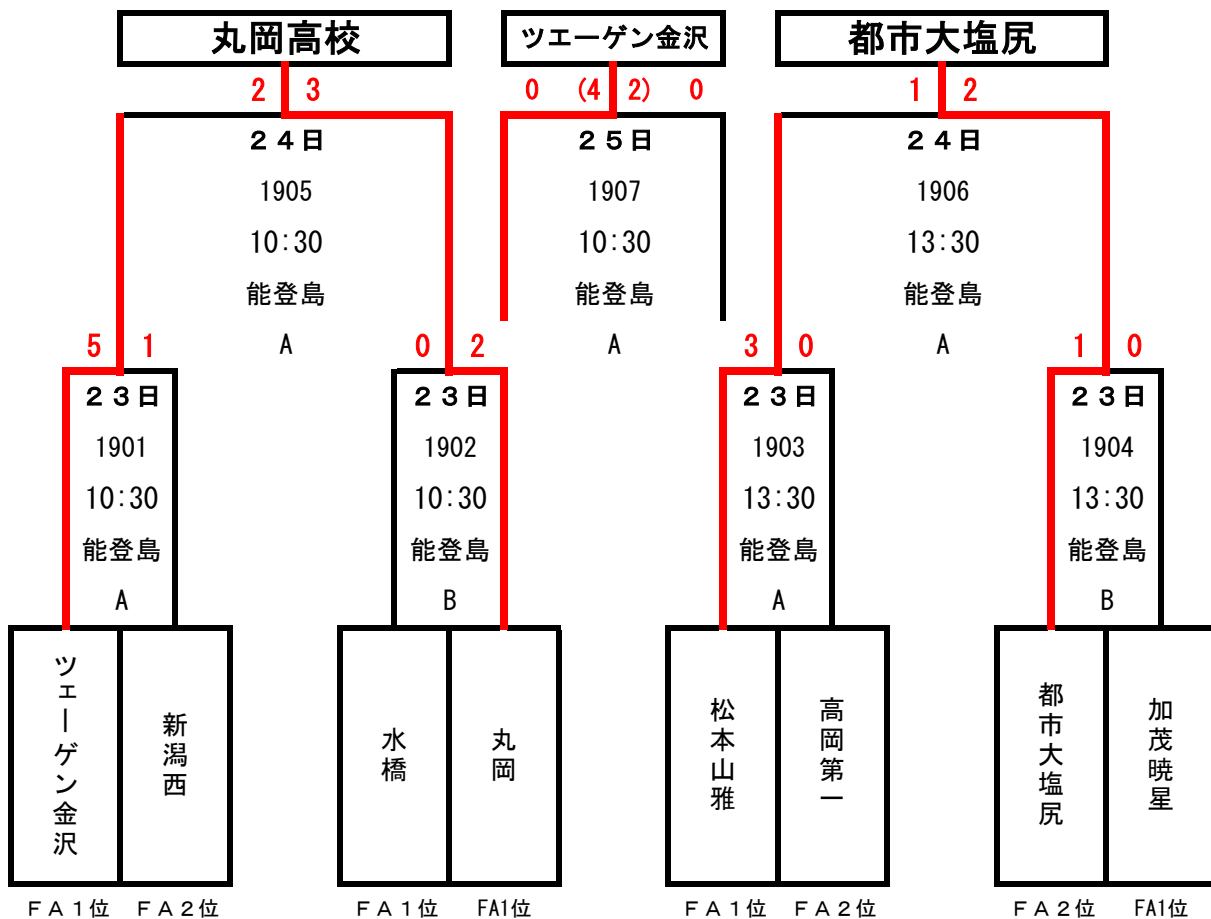 丸岡高校
ツエーゲン金沢
都市大塩尻
2 3
0 (4 2) 0
1 2
２４日
２５日
２４日
1905
1907
1906
10:30
10:30
13:30
能登島
能登島
能登島
5 1
A
0 2
A
3 0
A
1 0
２３日
２３日
２３日
２３日
1901
1902
1903
1904
10:30
10:30
13:30
13:30
能登島
能登島
能登島
能登島
A
B
A
B
ツェーゲン金沢
新潟西
水橋
丸岡
松本山雅
高岡第一
都市大塩尻
加茂暁星
ＦＡ１位
ＦＡ２位
ＦＡ１位
FA1位
ＦＡ１位
ＦＡ２位
ＦＡ２位
FA1位